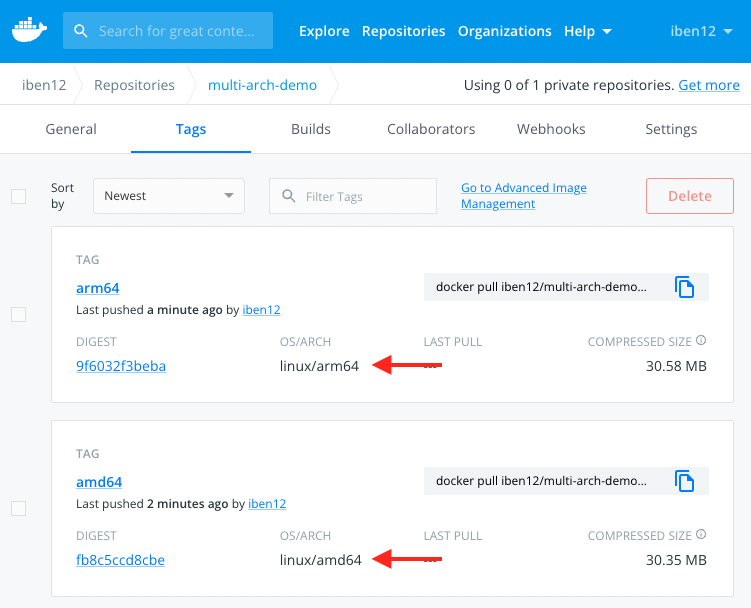 Search for great conte...
Explore Repositories Organizations Help iben12
iben12 Repositories multi-arch-demo Using 0 of 1 private repositories. Get more
General Tags Builds Collaborators Webhooks Settings
Sort
by
Newest
Filter Tags
Go to Advanced Image
Management
Delete
TAG
arm64
docker pull iben12/multi-arch-demo...
Last pushed a minute ago by iben12
DIGEST OS/ARCH LAST PULL COMPRESSED SIZE
9f6032f3beba linux/arm64 --- 30.58 MB
TAG
amd64
docker pull iben12/multi-arch-demo...
Last pushed 2 minutes ago by iben12
DIGEST OS/ARCH LAST PULL COMPRESSED SIZE
fb8c5ccd8cbe linux/amd64 --- 30.35 MB